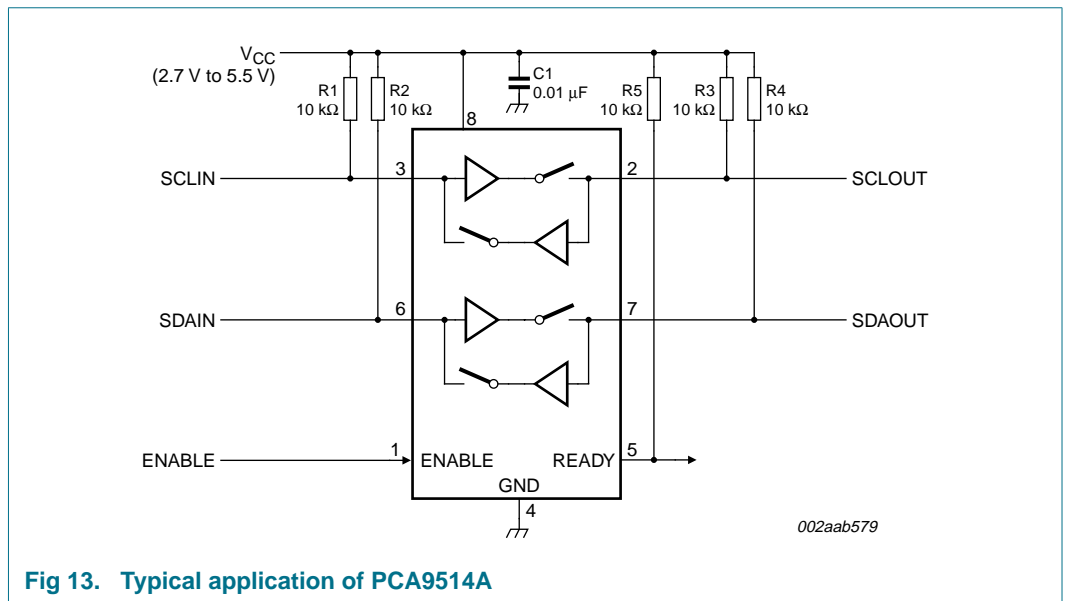 VCC
(2.7 V to 5.5 V)
R1
10 kΩ
R2
10 kΩ
C1
0.01 μF
R5
10 kΩ
R3
10 kΩ
R4
10 kΩ
8
SCLIN
3
2
SCLOUT
SDAIN
6
7
SDAOUT
ENABLE
1
ENABLE
READY
5
GND
4
002aab579
Fig 13. Typical application of PCA9514A